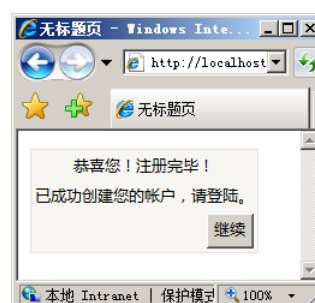 无标题页 - Windows Inte...
http://localhost
无标题页
恭喜您！注册完毕！
已成功创建您的帐户，请登陆。
继续
本地 Intranet | 保护模式
100%